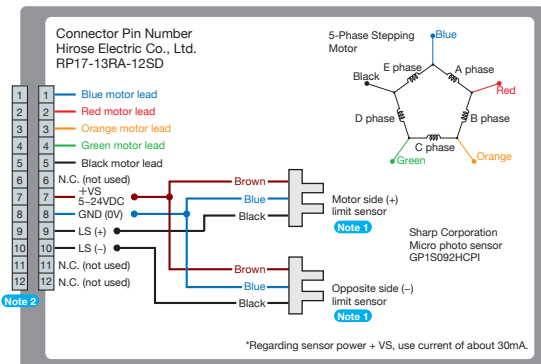 Connector Pin Number
Hirose Electric Co., Ltd.
RP17-13RA-12SD
5-Phase Stepping
Motor
Blue
E phase
A phase
Black
Red
D phase
B phase
C phase
Green
Orange
1 1 Blue motor lead
2 2 Red motor lead
3 3 Orange motor lead
4 4 Green motor lead
5 5 Black motor lead
6 6 N.C. (not used)
7 7 +VS
5~24VDC
8 8 GND (0V)
9 9 LS (+)
10 10 LS (−)
11 11 N.C. (not used)
12 12 N.C. (not used)
Note 2
Brown
Blue
Black
Motor side (+)
limit sensor
Note 1
Sharp Corporation
Micro photo sensor
GP1S092HCPI
Brown
Blue
Black
Opposite side (−)
limit sensor
Note 1
*Regarding sensor power + VS, use current of about 30mA.